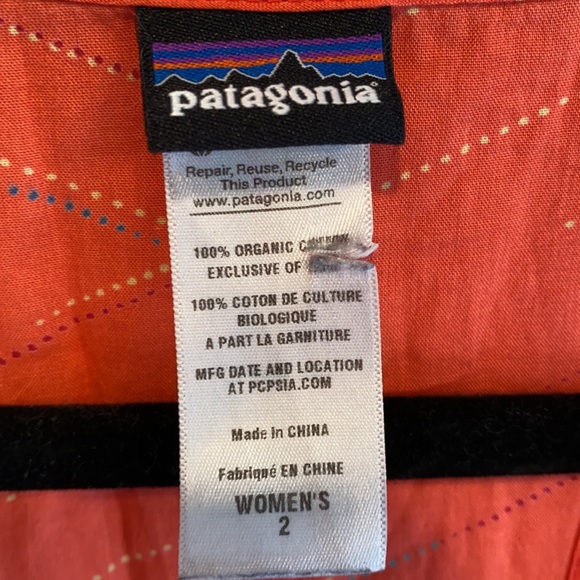 patagonia
Repair, Reuse, Recycle
This Product
www.patagonia.com
100% ORGANIC
EXCLUSIVE OF
100% COTON DE CULTURE
BIOLOGIQUE
A PART LA GARNITURE
MFG DATE AND LOCATION
AT PCPSIA.COM
Made in CHINA
Fabriqué EN CHINE
WOMEN'S
2